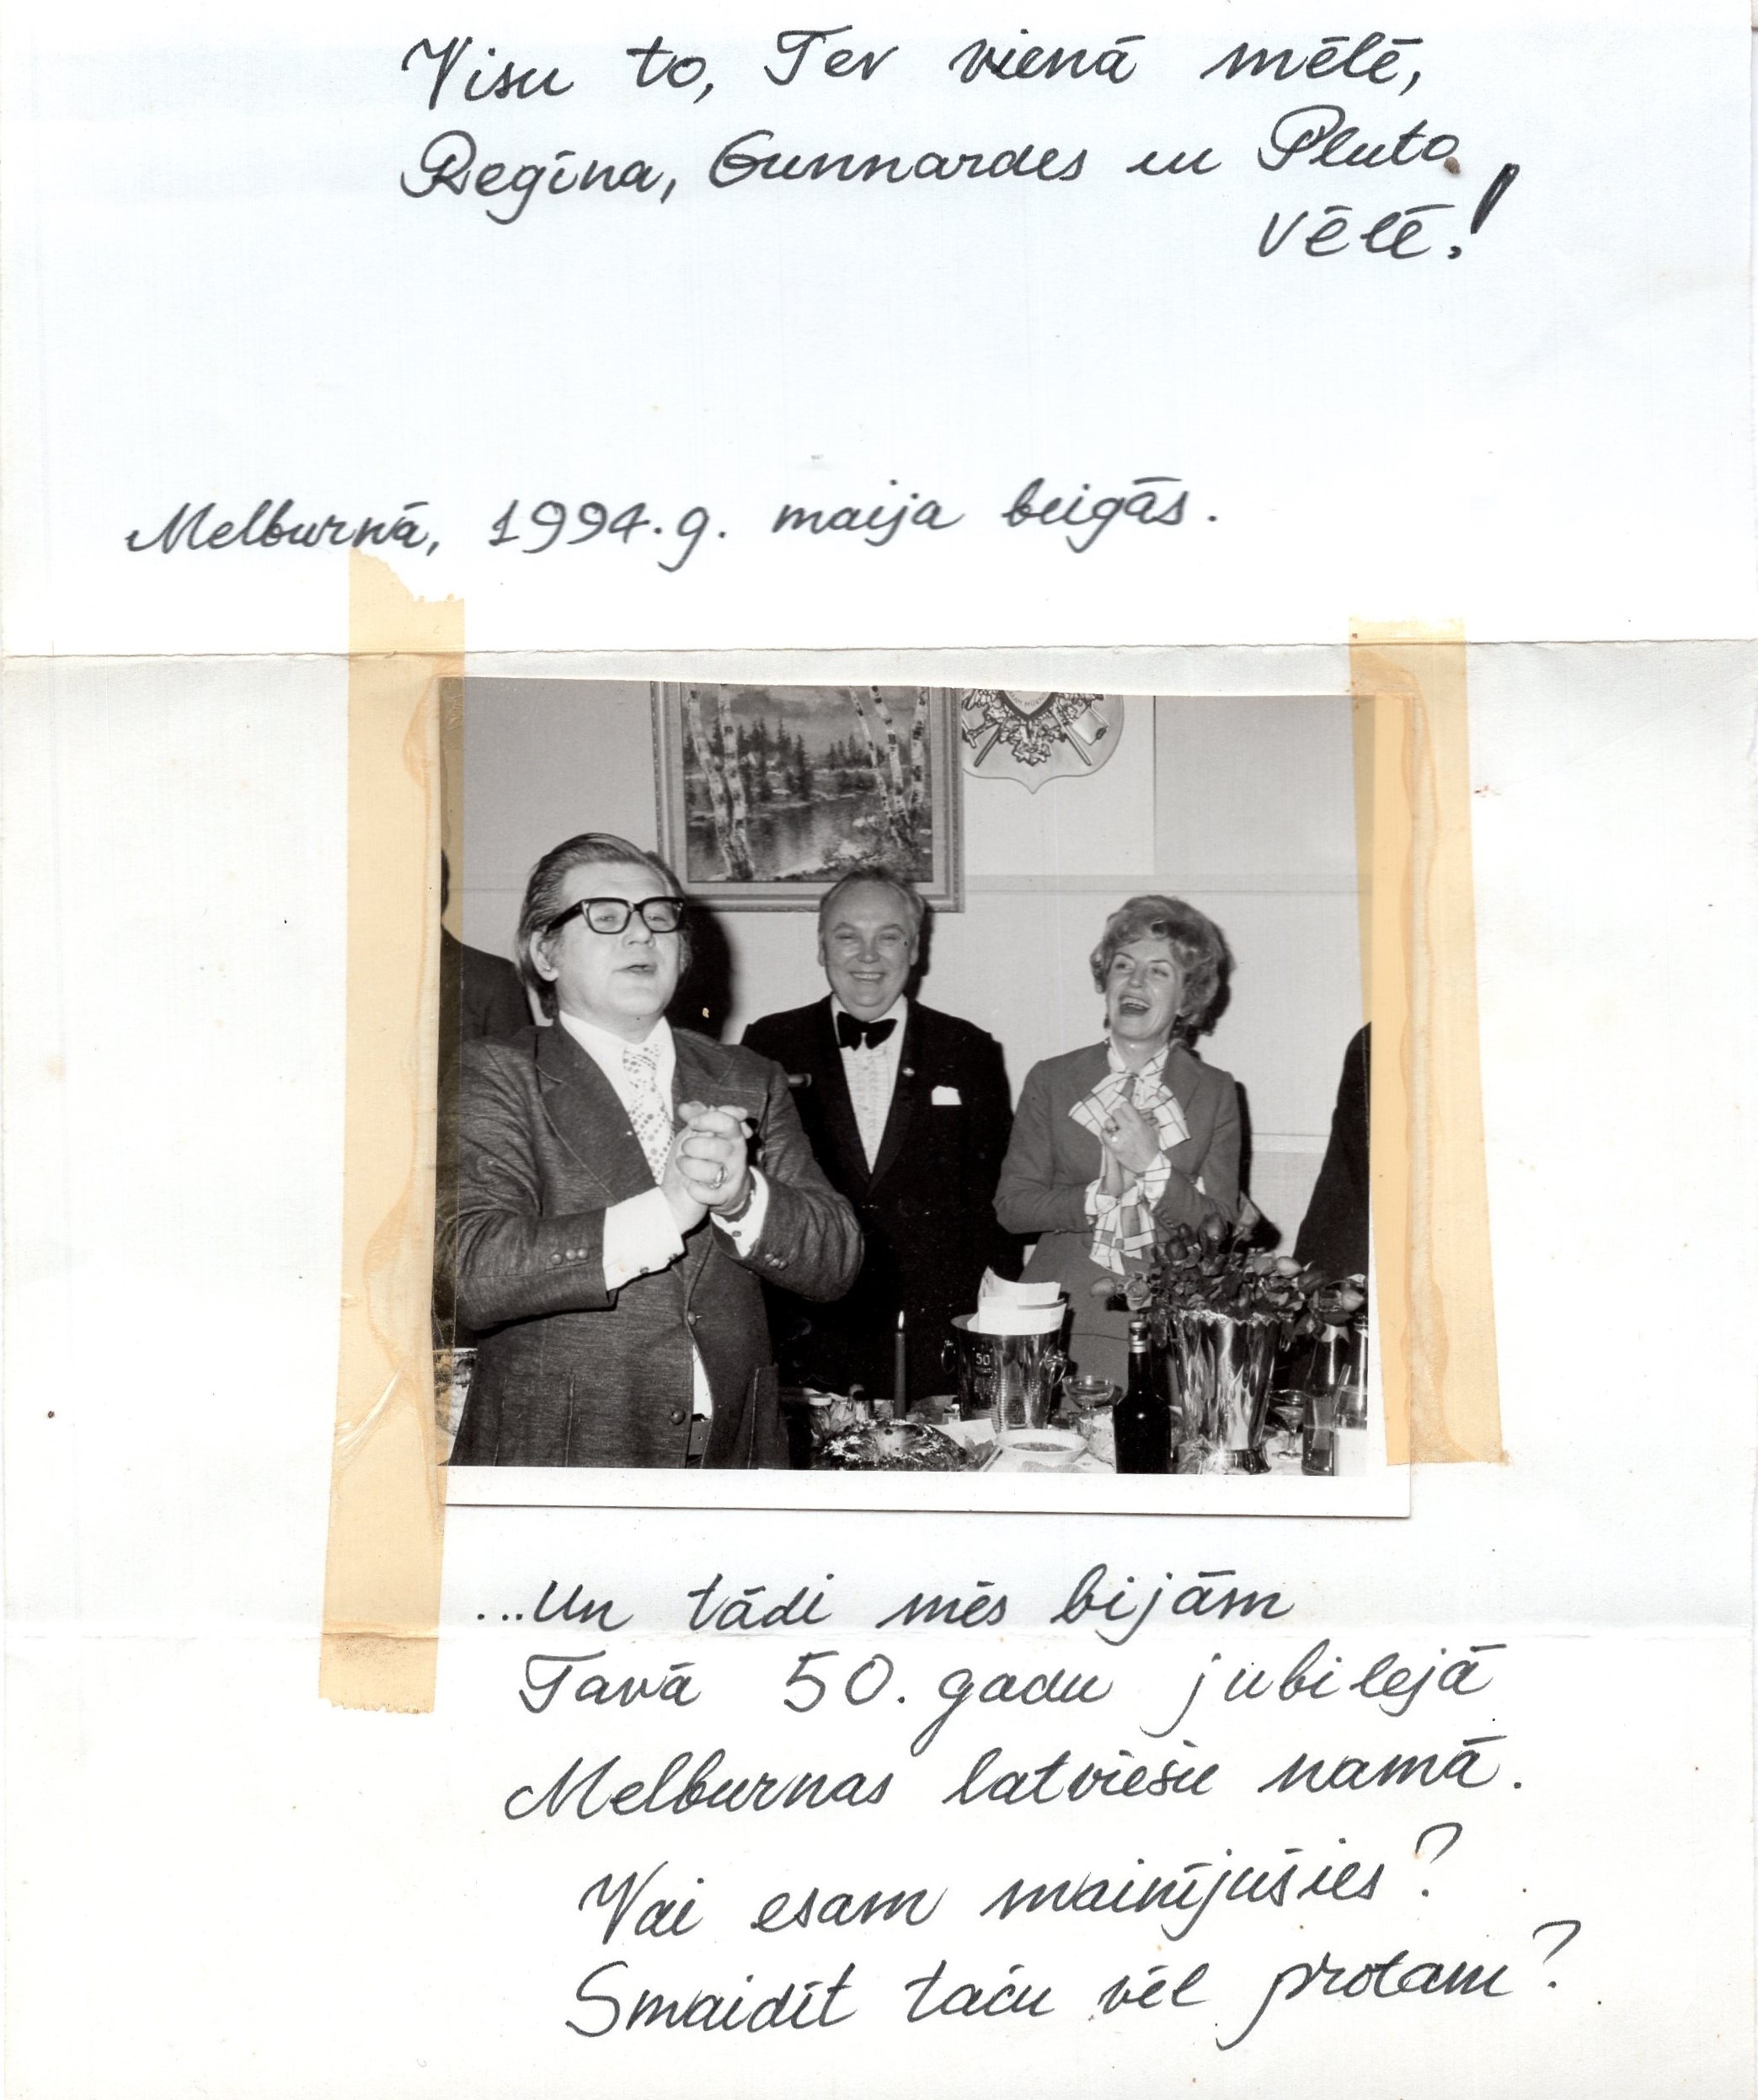 Visu to, Tev vienā mēlē,
Regīna, Gunnardes un Pluto
vēlē!
Melburnā, 1994.g. maija beigās.
50
...Un tādi mēs bijām
Tavā 50. gadu jubilejā
Melburnas latviešu namā.
Vai esam mainījušies?
Smaidīt taču vēl protam?